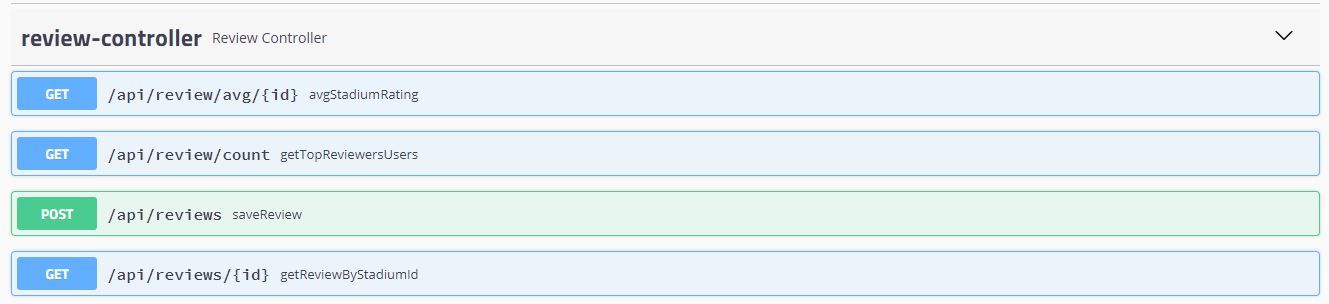 review-controller Review Controller
GET /api/review/avg/{id} avgStadiumRating
GET /api/review/count getTopReviewersUsers
POST /api/reviews saveReview
GET /api/reviews/{id} getReviewByStadiumId